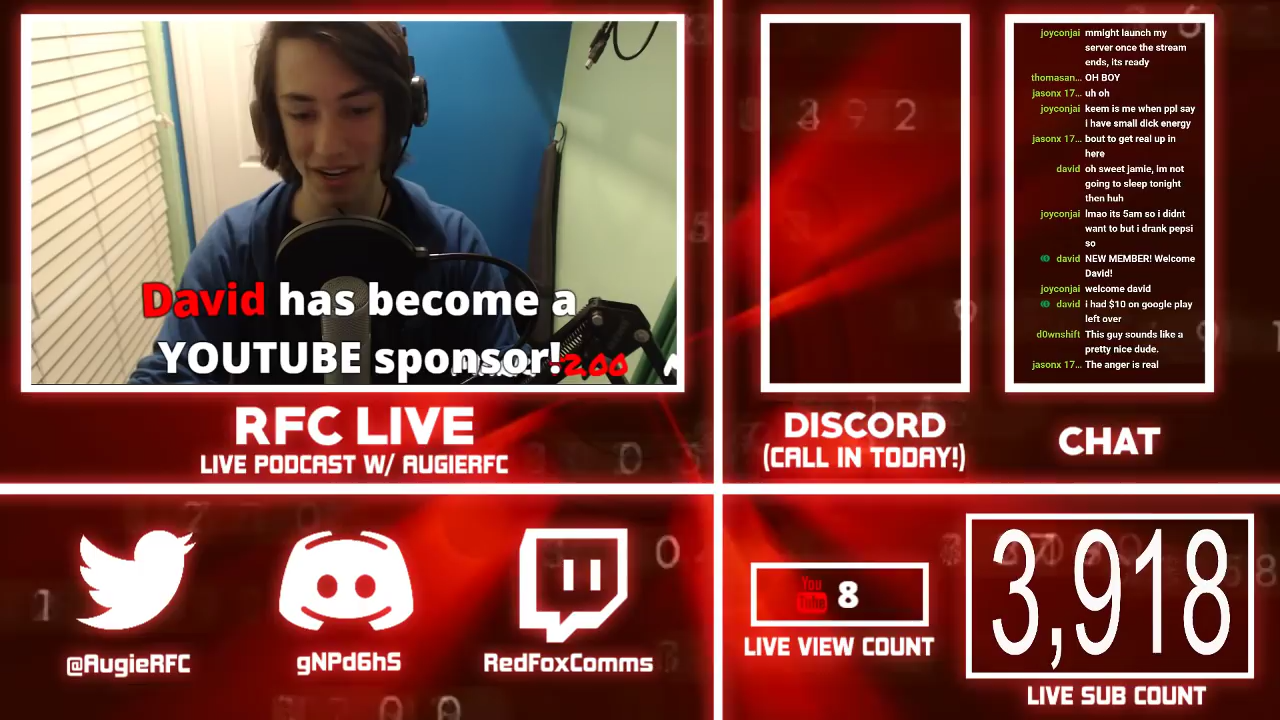 David has become a
YOUTUBE sponsor!
2.00
RFC LIVE
LIVE PODCAST W/ AUGIERFC
DISCORD
(CALL IN TODAY!)
joyconjai mmight launch my
server once the stream
ends, its ready
thomasan... OH BOY
jasonx 17... uh oh
joyconjai keem is me when ppl say
i have small dick energy
jasonx 17... bout to get real up in
here
david oh sweet jamie, im not
going to sleep tonight
then huh
joyconjai lmao its 5am so i didnt
want to but i drank pepsi
so
david NEW MEMBER! Welcome
David!
joyconjai welcome david
david i had $10 on google play
left over
d0wnshift This guy sounds like a
pretty nice dude.
jasonx 17... The anger is real
CHAT
@AugieRFC
gNPd6hS
RedFoxComms
You
Tube 8
LIVE VIEW COUNT
3,918
LIVE SUB COUNT